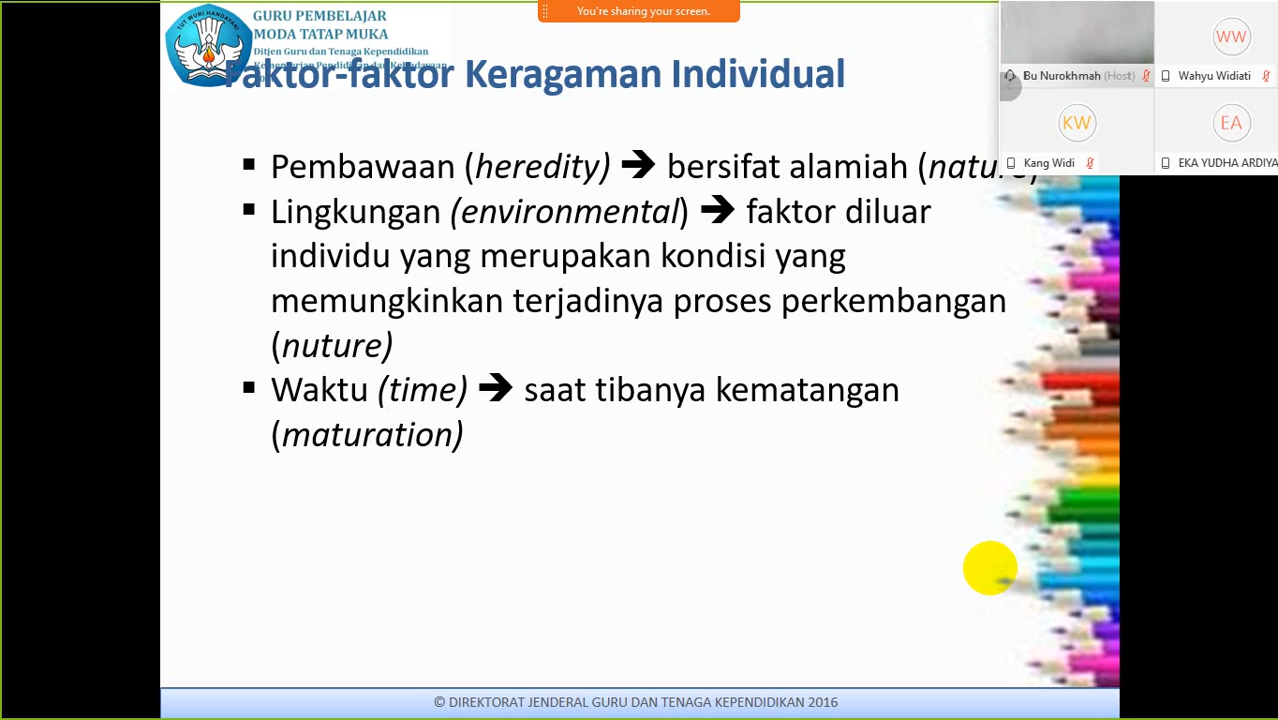 GURU PEMBELAJAR
MODA TATAP MUKA
Ditjen Guru dan Tenaga Kependidikan
Kementerian Pendidikan dan Kebudayaan
Faktor-faktor Keragaman Individual
You're sharing your screen.
WW
Bu Nurokhmah (Host)
Wahyu Widiati
KW
EA
Kang Widi
EKA YUDHA ARDIYA
▪ Pembawaan (heredity) ➔ bersifat alamiah (nature)
▪ Lingkungan (environmental) ➔ faktor diluar
individu yang merupakan kondisi yang
memungkinkan terjadinya proses perkembangan
(nuture)
▪ Waktu (time) ➔ saat tibanya kematangan
(maturation)
© DIREKTORAT JENDERAL GURU DAN TENAGA KEPENDIDIKAN 2016
TUT WURI HANDAYANI